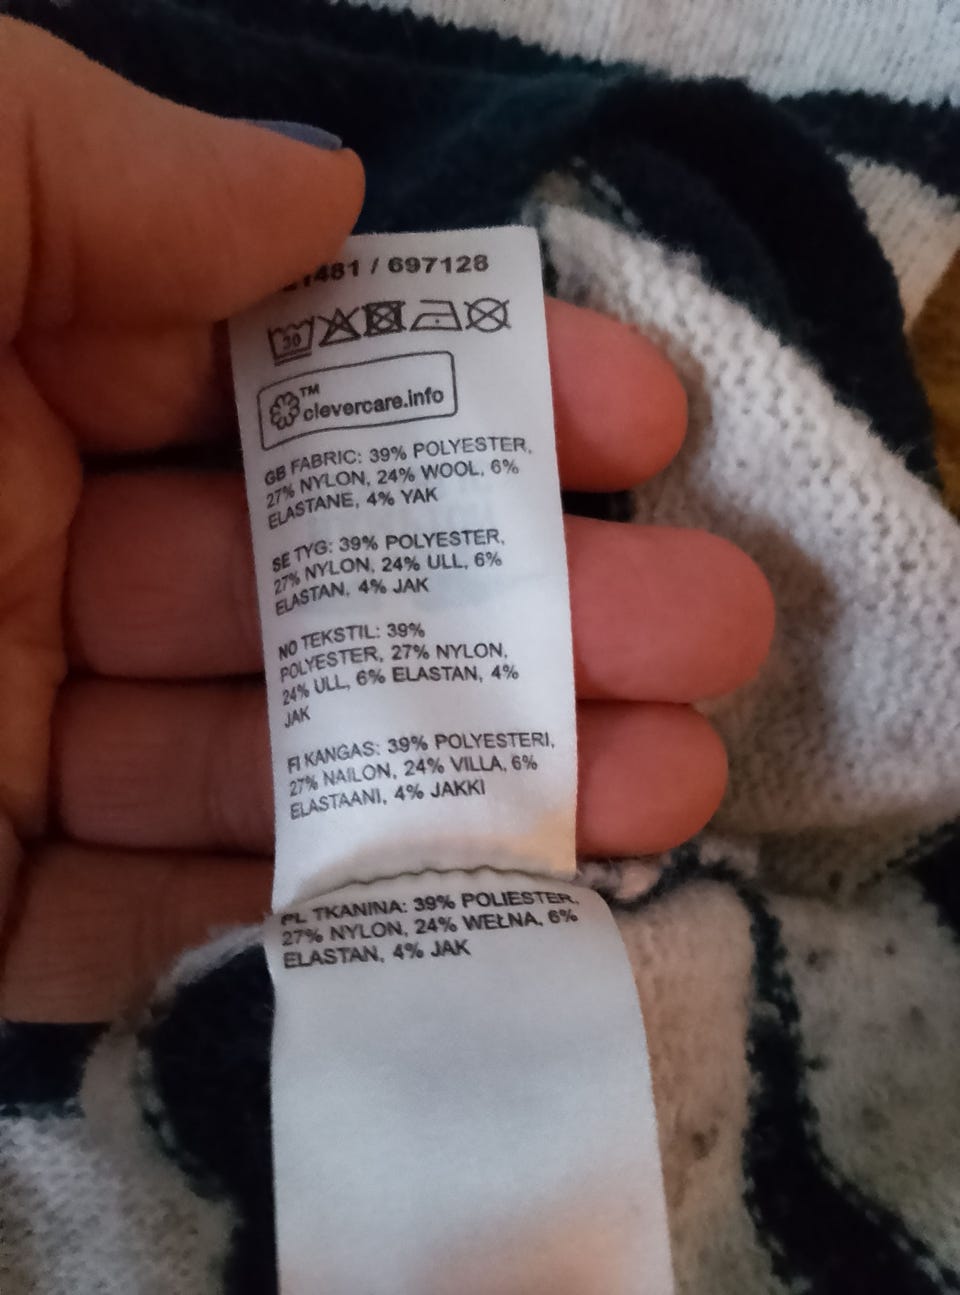 / 697128
30
TM
clevercare.info
GB FABRIC: 39% POLYESTER,
27% NYLON, 24% WOOL, 6%
ELASTANE, 4% YAK
SE TYG: 39% POLYESTER,
27% NYLON, 24% ULL, 6%
ELASTAN, 4% JAK
NO TEKSTIL: 39%
POLYESTER, 27% NYLON,
24% ULL, 6% ELASTAN, 4%
JAK
FI KANGAS: 39% POLYESTERI,
27% NAILON, 24% VILLA, 6%
ELASTAANI, 4% JAKKI
PL TKANINA: 39% POLIESTER,
27% NYLON, 24% WEŁNA, 6%
ELASTAN, 4% JAK